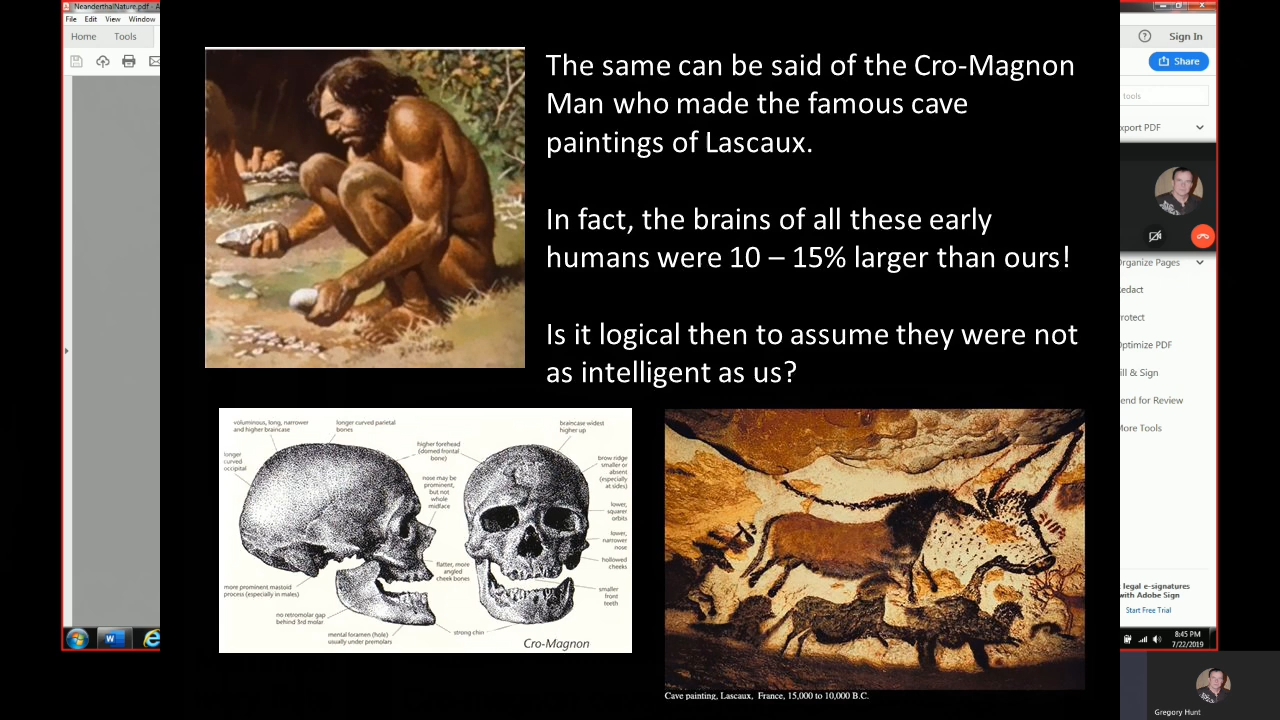 NeanderthalNature.pdf - A
File Edit View Window
Home Tools
Sign In
Share
tools
xport PDF
Organize Pages
Redact
rotect
Optimize PDF
ill & Sign
end for Review
More Tools
legal e-signatures
with Adobe Sign
Start Free Trial
8:45 PM
7/22/2019
Gregory Hunt
The same can be said of the Cro-Magnon
Man who made the famous cave
paintings of Lascaux.
In fact, the brains of all these early
humans were 10 – 15% larger than ours!
Is it logical then to assume they were not
as intelligent as us?
voluminous, long, narrower
and higher braincase
longer curved parietal
bones
longer
curved
occipital
higher forehead
(domed frontal
bone)
nose may be
prominent,
but not
whole
midface
flatter, more
angled
cheek bones
more prominent mastoid
process (especially in males)
no retromolar gap
behind 3rd molar
mental foramen (hole)
usually under premolars
strong chin
braincase widest
higher up
brow ridge
smaller or
absent
(especially
at sides)
lower,
squarer
orbits
lower,
narrower
nose
hollowed
cheeks
smaller
front
teeth
Cro-Magnon
Cave painting, Lascaux, France, 15,000 to 10,000 B.C.